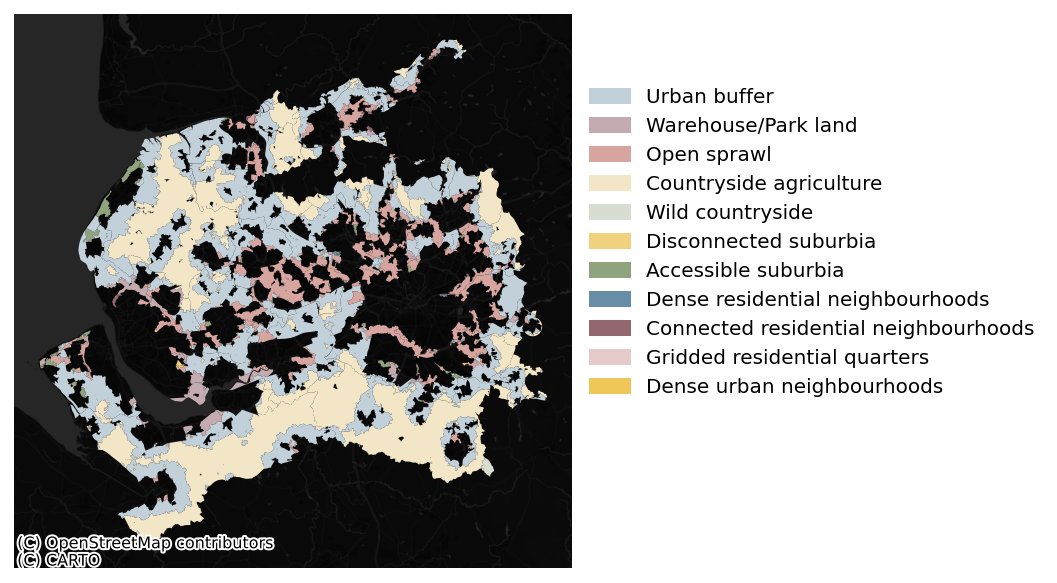 Urban buffer
Warehouse/Park land
Open sprawl
Countryside agriculture
Wild countryside
Disconnected suburbia
Accessible suburbia
Dense residential neighbourhoods
Connected residential neighbourhoods
Gridded residential quarters
Dense urban neighbourhoods
(C) OpenStreetMap contributors
(C) CARTO